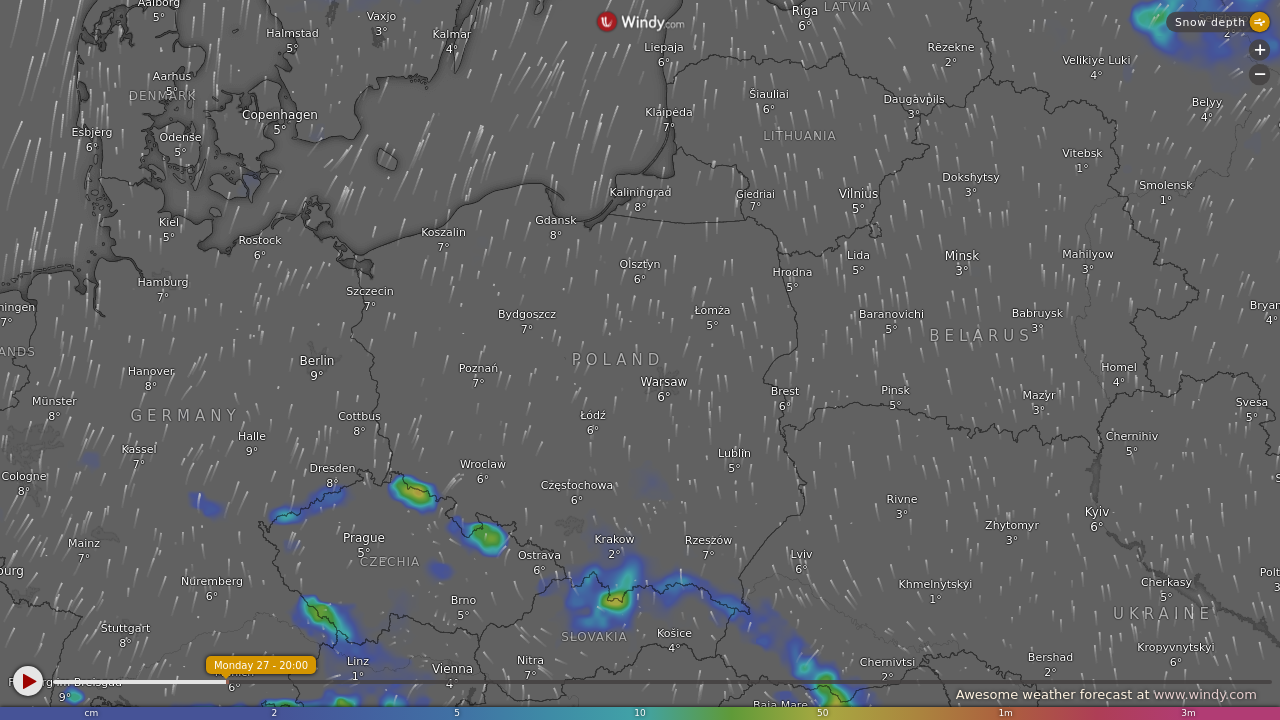 Aalborg
5°
Vaxjo
3°
Halmstad
5°
Kalmar
4°
Windy.com
Riga
6°
LATVIA
Snow depth
2°
Liepaja
6°
Rēzekne
2°
Velikiye Luki
4°
Aarhus
5°
DENMARK
Šiauliai
6°
Daugavpils
3°
Belyy
4°
Copenhagen
5°
Klaipėda
7°
Esbjerg
6°
Odense
5°
LITHUANIA
Vitebsk
1°
Dokshytsy
3°
Smolensk
1°
Kaliningrad
8°
Giedriai
7°
Vilnius
5°
Kiel
5°
Gdansk
8°
Koszalin
7°
Rostock
6°
Lida
5°
Minsk
3°
Mahilyow
3°
Olsztyn
6°
Hrodna
5°
Hamburg
7°
Szczecin
7°
ningen
7°
Bydgoszcz
7°
Łomża
5°
Baranovichi
5°
Babruysk
3°
Bryan
4°
BELARUS
ANDS
Berlin
9°
POLAND
Hanover
8°
Poznań
7°
Warsaw
6°
Homel
4°
Brest
6°
Pinsk
5°
Mazyr
3°
Münster
8°
GERMANY
Cottbus
8°
Łódź
6°
Svesa
5°
Halle
9°
Chernihiv
5°
Kassel
7°
Lublin
5°
Wroclaw
6°
Dresden
8°
Cologne
8°
Częstochowa
6°
S
Rivne
3°
Kyiv
6°
Zhytomyr
3°
Prague
5°
Krakow
2°
Rzeszów
7°
Mainz
7°
Ostrava
6°
Lviv
6°
CZECHIA
burg
Nuremberg
6°
Khmelnytskyi
1°
Cherkasy
5°
Polt
3
Brno
5°
UKRAINE
Stuttgart
8°
SLOVAKIA
Košice
4°
Kropyvnytskyi
6°
Monday 27 - 20:00
Linz
1°
Vienna
4°
Nitra
7°
Chernivtsi
2°
Bershad
2°
9°
6°
Awesome weather forecast at www.windy.com
Baia Mare
cm
2
5
10
50
1m
3m